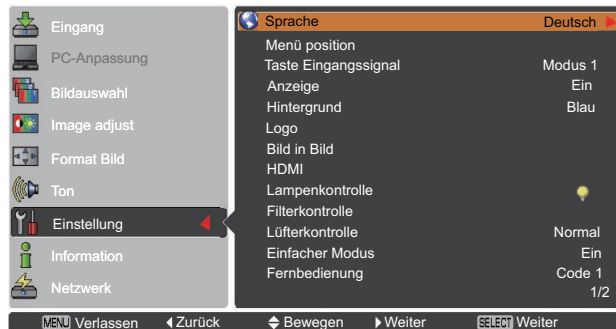 Eingang
PC-Anpassung
Bildauswahl
Image adjust
Format Bild
Ton
Einstellung
Information
Netzwerk
Sprache Deutsch
Menü position
Taste Eingangssignal Modus 1
Anzeige Ein
Hintergrund Blau
Logo
Bild in Bild
HDMI
Lampenkontrolle
Filterkontrolle
Lüfterkontrolle Normal
Einfacher Modus Ein
Fernbedienung Code 1
1/2
MENU Verlassen Zurück Bewegen Weiter SELECT Weiter